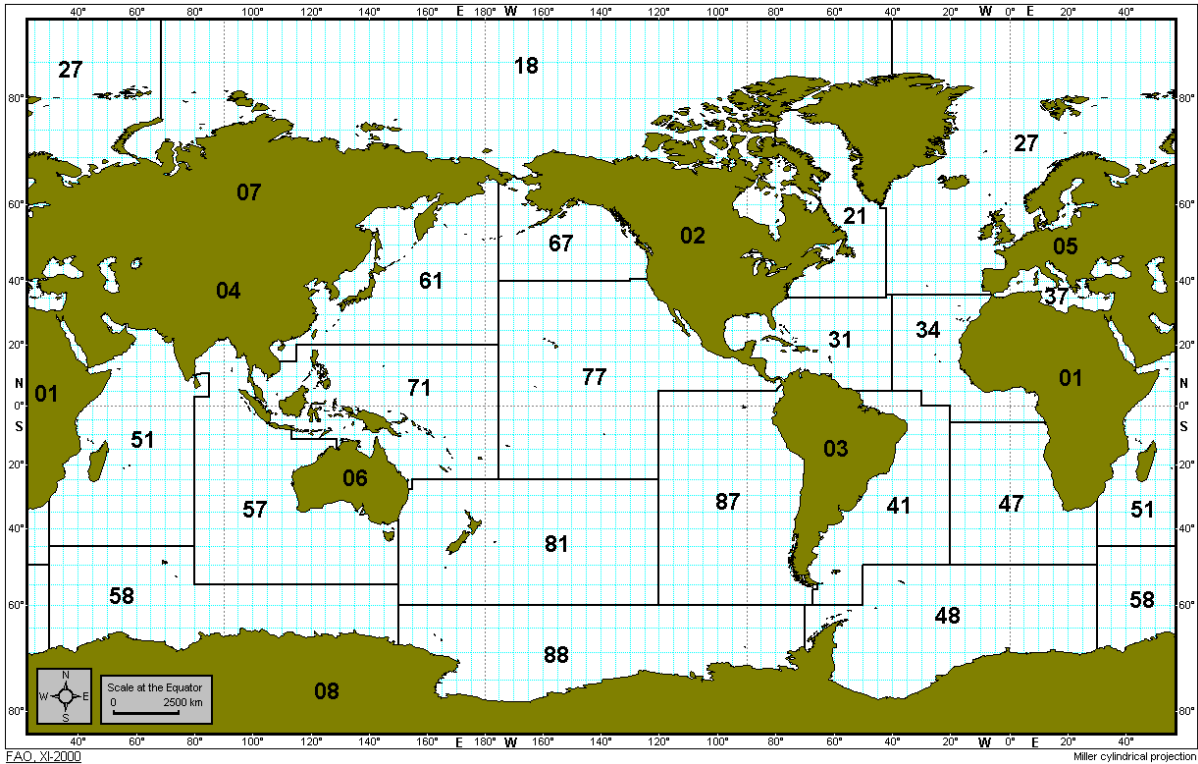 40° 60° 80° 100° 120° 140° 160° E 180° W 160° 140° 120° 100° 80° 60° 40° 20° W 0° E 20° 40°
27 18
80° 80°
27
07
60° 21 60°
67 02 05
61
40° 04 40°
37
31 34
20° 20°
77
N 71 01 N
01
0° 0°
S S
51
03
20° 06 20°
57 87 41 47 51
40° 81 40°
58 58
60° 60°
48
88
N
W E
S
Scale at the Equator
0 2500 km
08
80° 80°
40° 60° 80° 100° 120° 140° 160° E 180° W 160° 140° 120° 100° 80° 60° 40° 20° W 0° E 20° 40°
FAO, XI-2000 Miller cylindrical projection